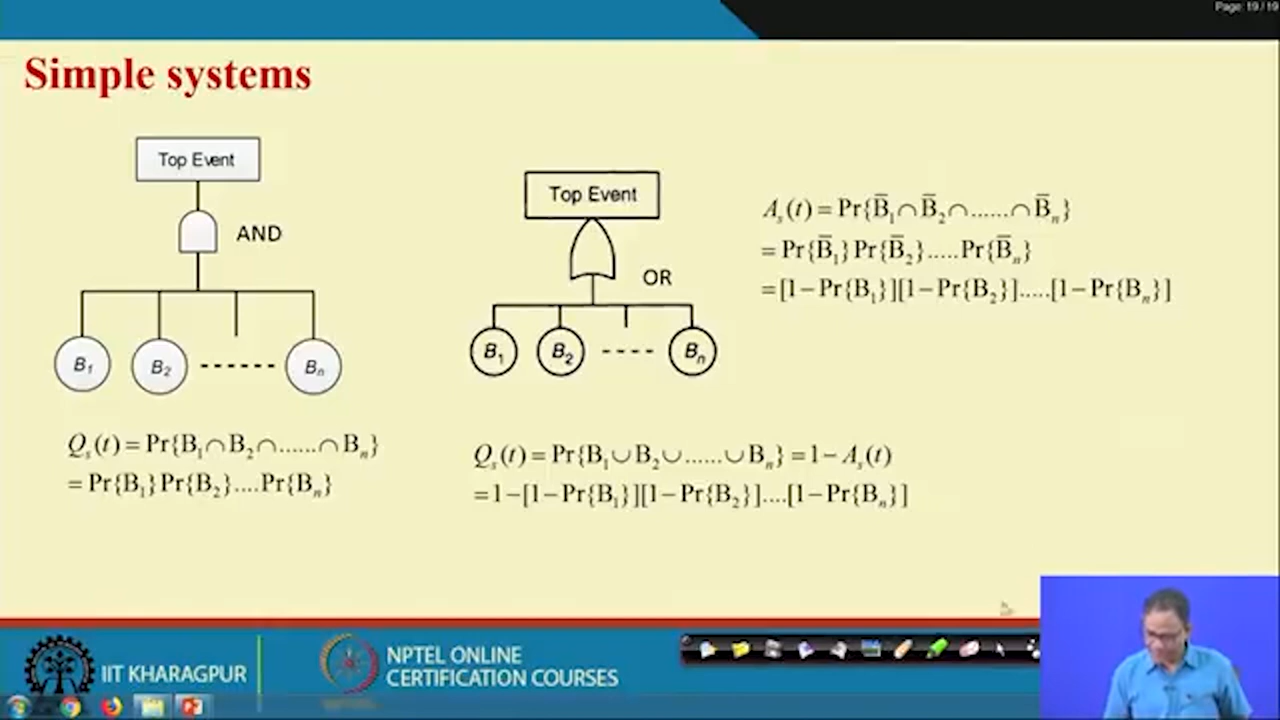 Page: 19 / 19
Simple systems
Top Event
AND
B₁ B₂ ------- Bₙ
Qₛ(t) = Pr{B₁∩B₂∩......∩Bₙ}
= Pr{B₁}Pr{B₂}....Pr{Bₙ}
Top Event
OR
B₁ B₂ ---- Bₙ
Qₛ(t) = Pr{B₁∪B₂∪......∪Bₙ} = 1 − Aₛ(t)
= 1 − [1 − Pr{B₁}][1 − Pr{B₂}]....[1 − Pr{Bₙ}]
Aₛ(t) = Pr{B̅₁∩B̅₂∩......∩B̅ₙ}
= Pr{B̅₁}Pr{B̅₂}.....Pr{B̅ₙ}
= [1 − Pr{B₁}][1 − Pr{B₂}].....[1 − Pr{Bₙ}]
IIT KHARAGPUR
NPTEL ONLINE
CERTIFICATION COURSES